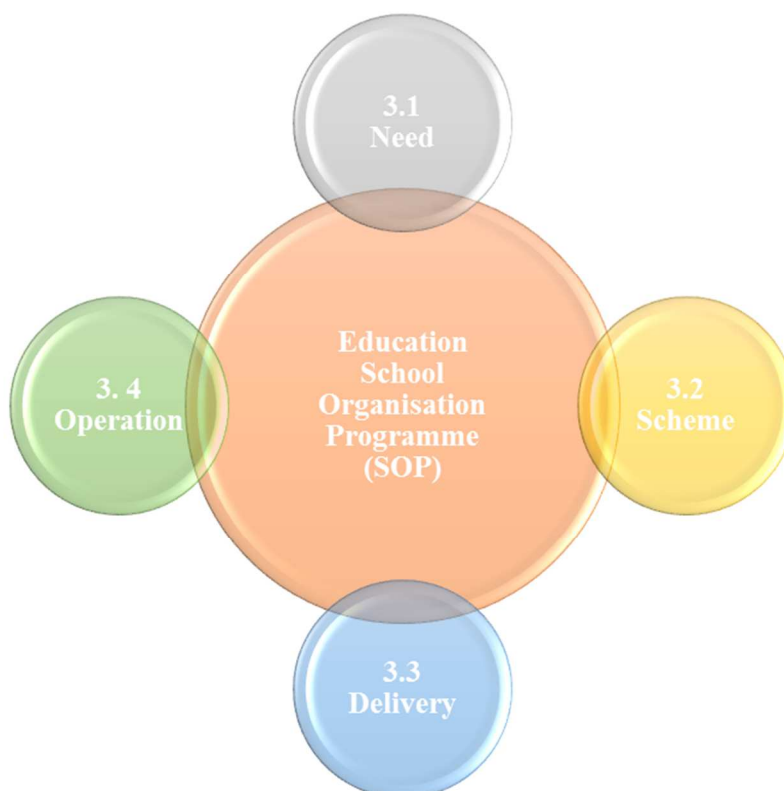 3.1
Need
Education
School
Organisation
Programme
(SOP)
3. 4
Operation
3.2
Scheme
3.3
Delivery